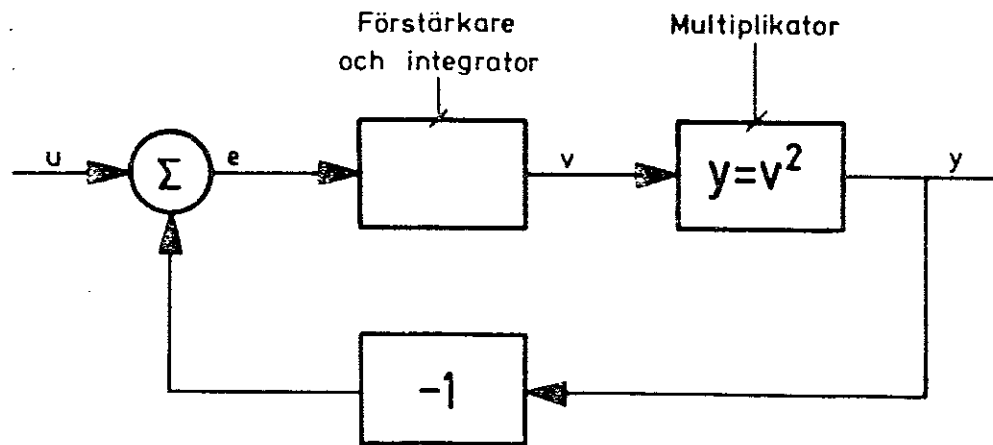 Förstärkare
och integrator
Multiplikator
u
Σ
e
v
y=v²
y
-1